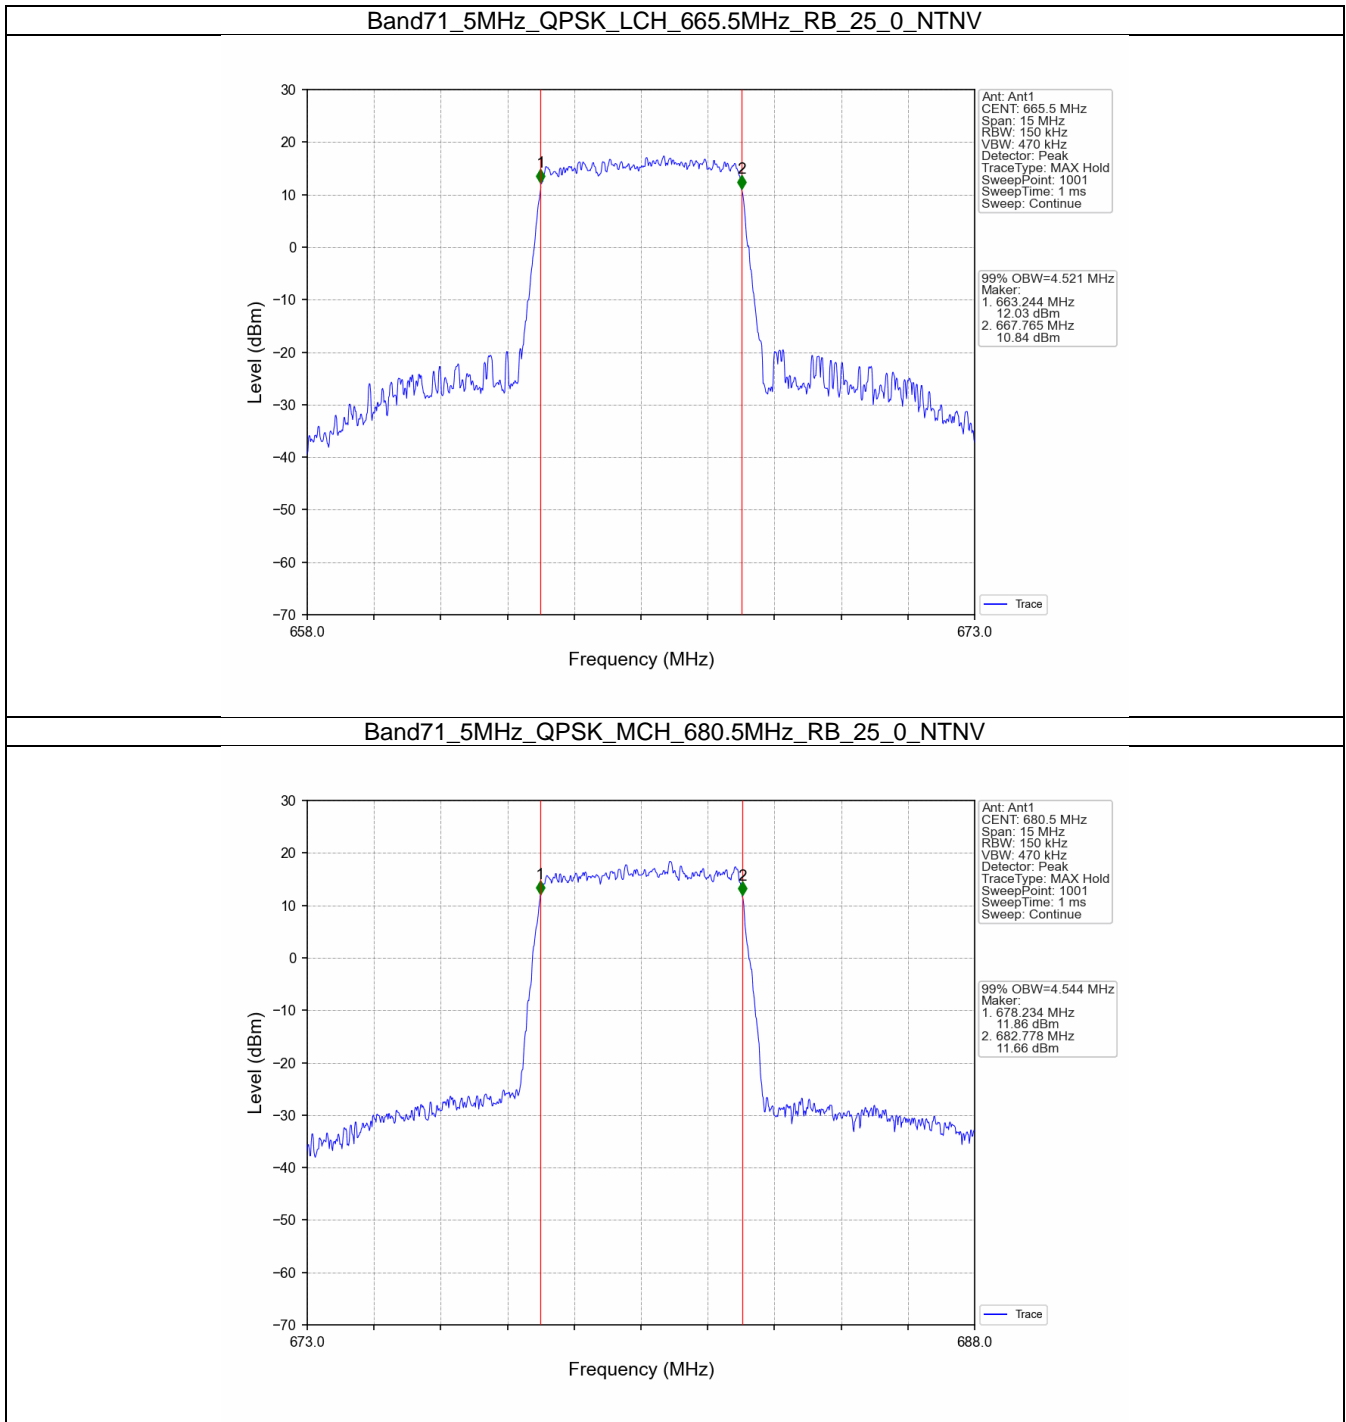 Band71_5MHz_QPSK_LCH_665.5MHz_RB_25_0_NTNV
30
20
10
0
−10
−20
−30
−40
−50
−60
−70
Level (dBm)
1
2
658.0
673.0
Frequency (MHz)
Ant: Ant1
CENT: 665.5 MHz
Span: 15 MHz
RBW: 150 kHz
VBW: 470 kHz
Detector: Peak
TraceType: MAX Hold
SweepPoint: 1001
SweepTime: 1 ms
Sweep: Continue
99% OBW=4.521 MHz
Maker:
1. 663.244 MHz
12.03 dBm
2. 667.765 MHz
10.84 dBm
Trace
Band71_5MHz_QPSK_MCH_680.5MHz_RB_25_0_NTNV
30
20
10
0
−10
−20
−30
−40
−50
−60
−70
Level (dBm)
1
2
673.0
688.0
Frequency (MHz)
Ant: Ant1
CENT: 680.5 MHz
Span: 15 MHz
RBW: 150 kHz
VBW: 470 kHz
Detector: Peak
TraceType: MAX Hold
SweepPoint: 1001
SweepTime: 1 ms
Sweep: Continue
99% OBW=4.544 MHz
Maker:
1. 678.234 MHz
11.86 dBm
2. 682.778 MHz
11.66 dBm
Trace